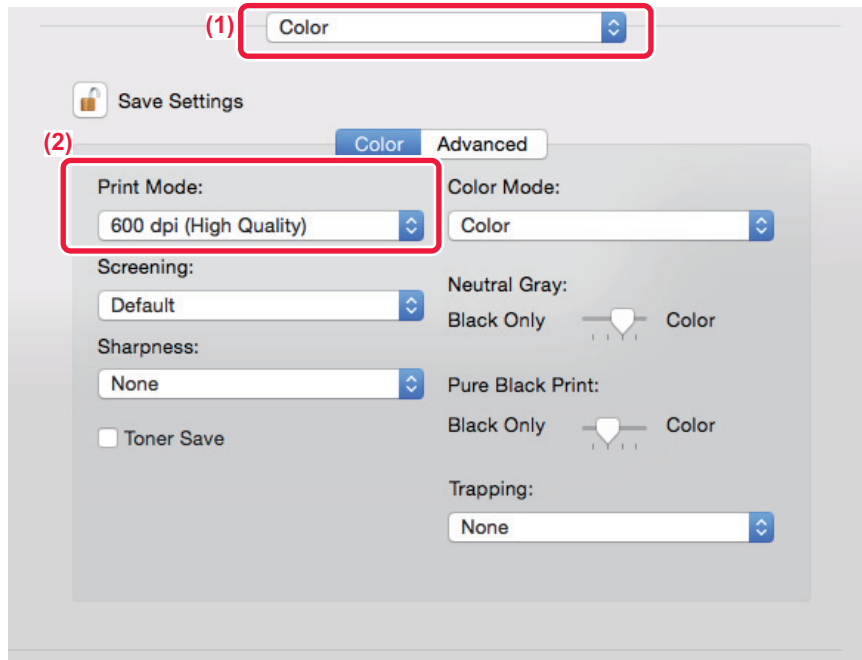 (1)
Color
Save Settings
(2)
Color Advanced
Print Mode:
600 dpi (High Quality)
Screening:
Default
Sharpness:
None
Toner Save
Color Mode:
Color
Neutral Gray:
Black Only Color
Pure Black Print:
Black Only Color
Trapping:
None